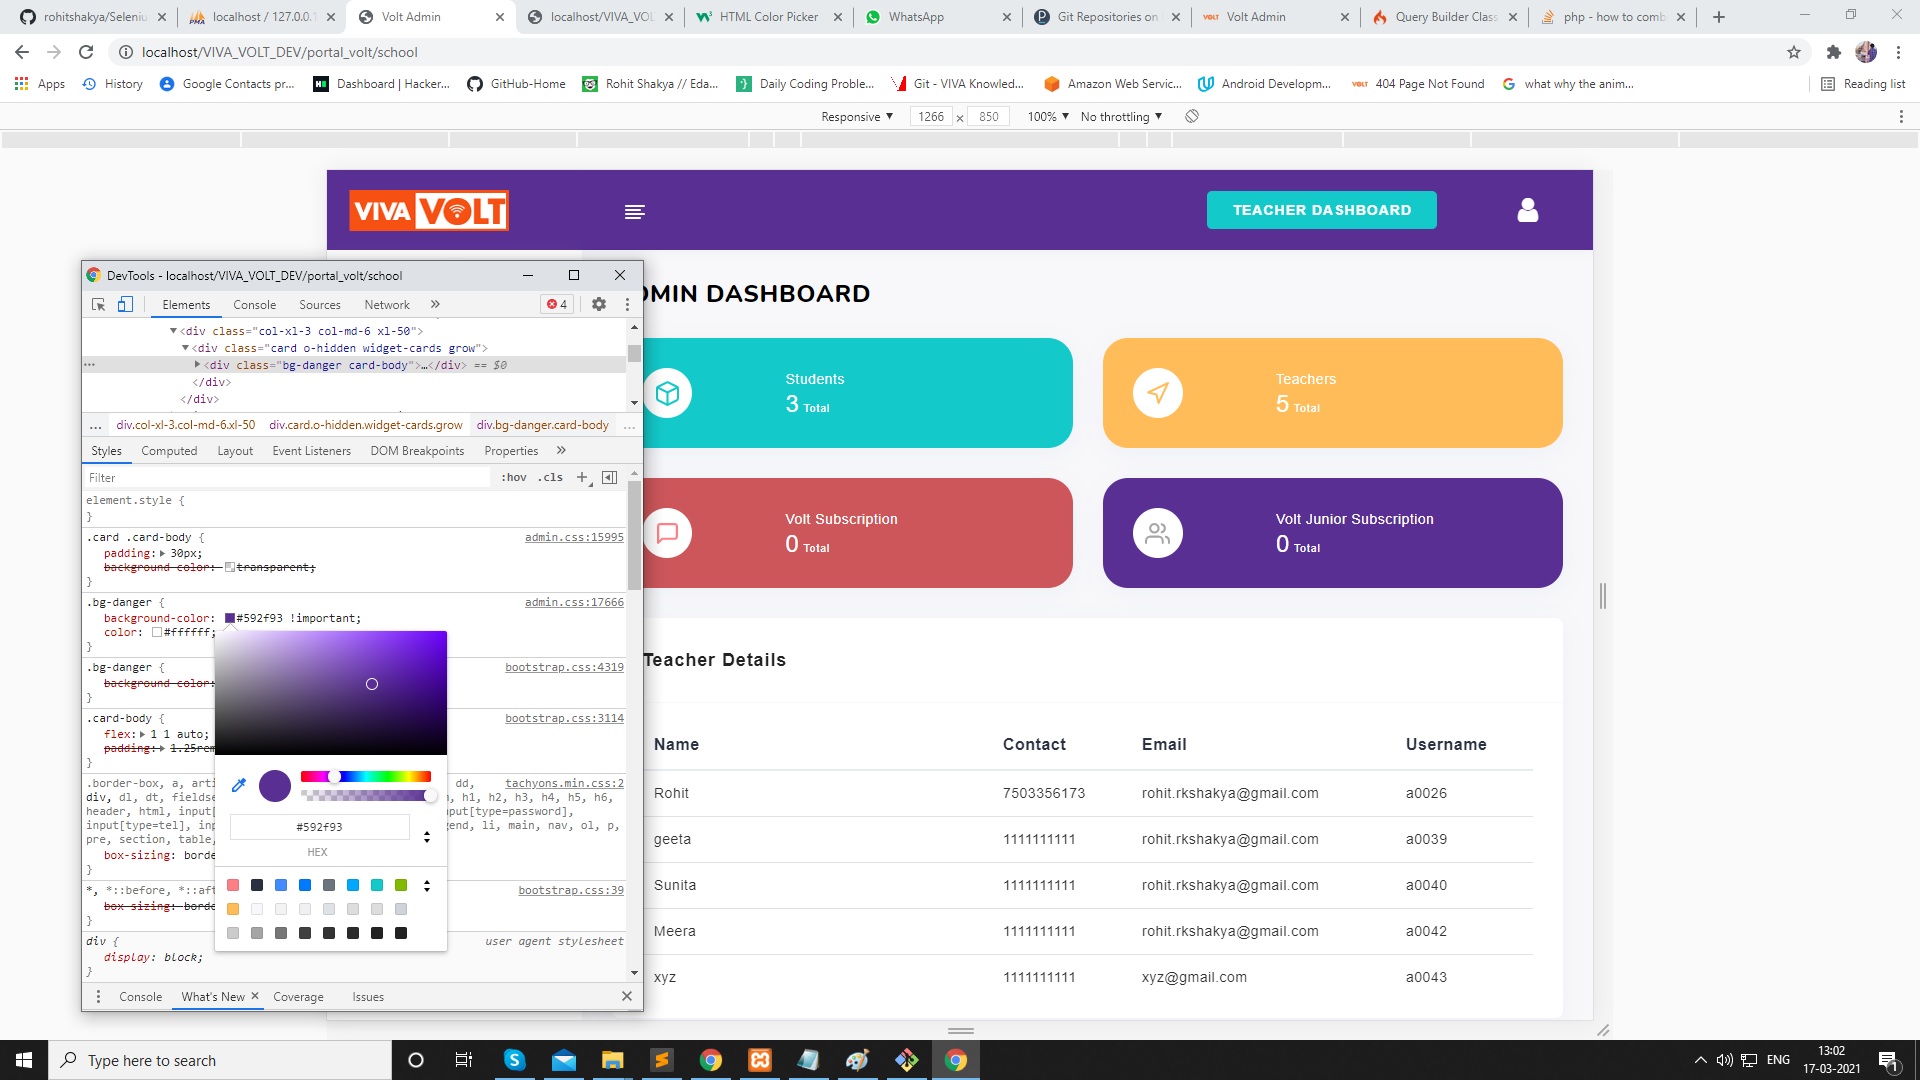 rohitshakya/Seleniu
localhost / 127.0.0.1
Volt Admin
localhost/VIVA_VOL
HTML Color Picker
WhatsApp
Git Repositories on
Volt Admin
Query Builder Class
php - how to comb
localhost/VIVA_VOLT_DEV/portal_volt/school
Apps
History
Google Contacts pr...
Dashboard | Hacker...
GitHub-Home
Rohit Shakya // Eda...
Daily Coding Proble...
Git - VIVA Knowled...
Amazon Web Servic...
Android Developm...
404 Page Not Found
what why the anim...
Reading list
Responsive
1266 x 850
100%
No throttling
VIVA VOLT
TEACHER DASHBOARD
DMIN DASHBOARD
Students
3 Total
Teachers
5 Total
Volt Subscription
0 Total
Volt Junior Subscription
0 Total
Teacher Details
Name Contact Email Username
Rohit 7503356173 rohit.rkshakya@gmail.com a0026
geeta 1111111111 rohit.rkshakya@gmail.com a0039
Sunita 1111111111 rohit.rkshakya@gmail.com a0040
Meera 1111111111 rohit.rkshakya@gmail.com a0042
xyz 1111111111 xyz@gmail.com a0043
DevTools - localhost/VIVA_VOLT_DEV/portal_volt/school
Elements Console Sources Network » 4
<div class="col-xl-3 col-md-6 xl-50">
<div class="card o-hidden widget-cards grow">
<div class="bg-danger card-body">…</div> == $0
</div>
</div>
... div.col-xl-3.col-md-6.xl-50 div.card.o-hidden.widget-cards.grow div.bg-danger.card-body ...
Styles Computed Layout Event Listeners DOM Breakpoints Properties »
Filter :hov .cls +
element.style {
}
.card .card-body { admin.css:15995
padding: 30px;
background-color: transparent;
}
.bg-danger { admin.css:17666
background-color: #592f93 !important;
color: #ffffff;
}
.bg-danger { bootstrap.css:4319
background-color:
}
.card-body { bootstrap.css:3114
flex: 1 1 auto;
padding: 1.25rem
}
.border-box, a, arti dd, tachyons.min.css:2
div, dl, dt, fieldse h1, h2, h3, h4, h5, h6,
header, html, input[ nput[type=password],
input[type=tel], inp gend, li, main, nav, ol, p,
pre, section, table,
box-sizing: borde
}
*, *::before, *::aft bootstrap.css:39
box-sizing: borde
}
div { user agent stylesheet
display: block;
}
#592f93
HEX
Console What's New Coverage Issues
Type here to search
ENG
13:02
17-03-2021
1